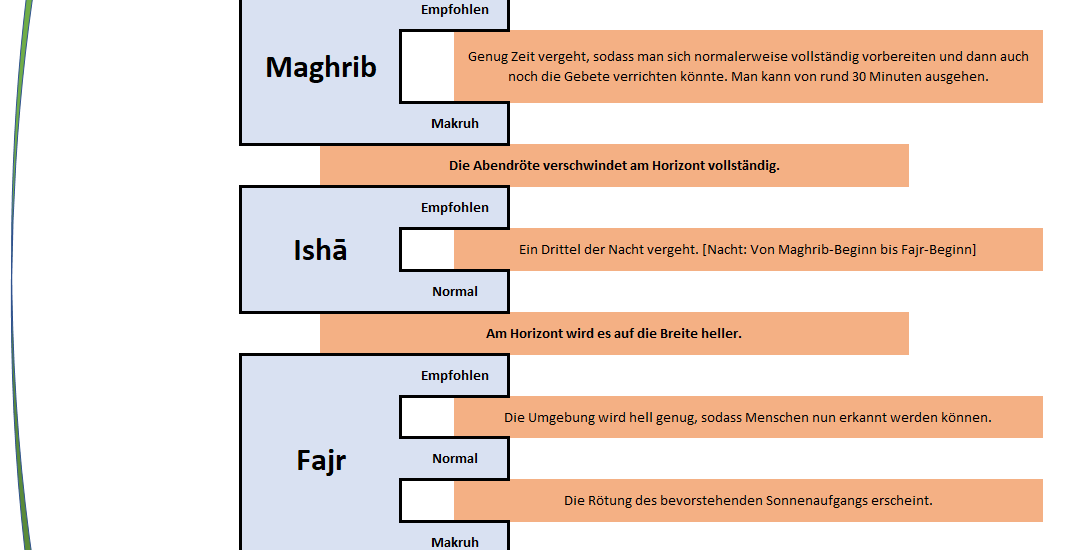 Empfohlen
Maghrib
Genug Zeit vergeht, sodass man sich normalerweise vollständig vorbereiten und dann auch
noch die Gebete verrichten könnte. Man kann von rund 30 Minuten ausgehen.
Makruh
Die Abendröte verschwindet am Horizont vollständig.
Empfohlen
Ishā
Ein Drittel der Nacht vergeht. [Nacht: Von Maghrib-Beginn bis Fajr-Beginn]
Normal
Am Horizont wird es auf die Breite heller.
Empfohlen
Die Umgebung wird hell genug, sodass Menschen nun erkannt werden können.
Fajr
Normal
Die Rötung des bevorstehenden Sonnenaufgangs erscheint.
Makruh